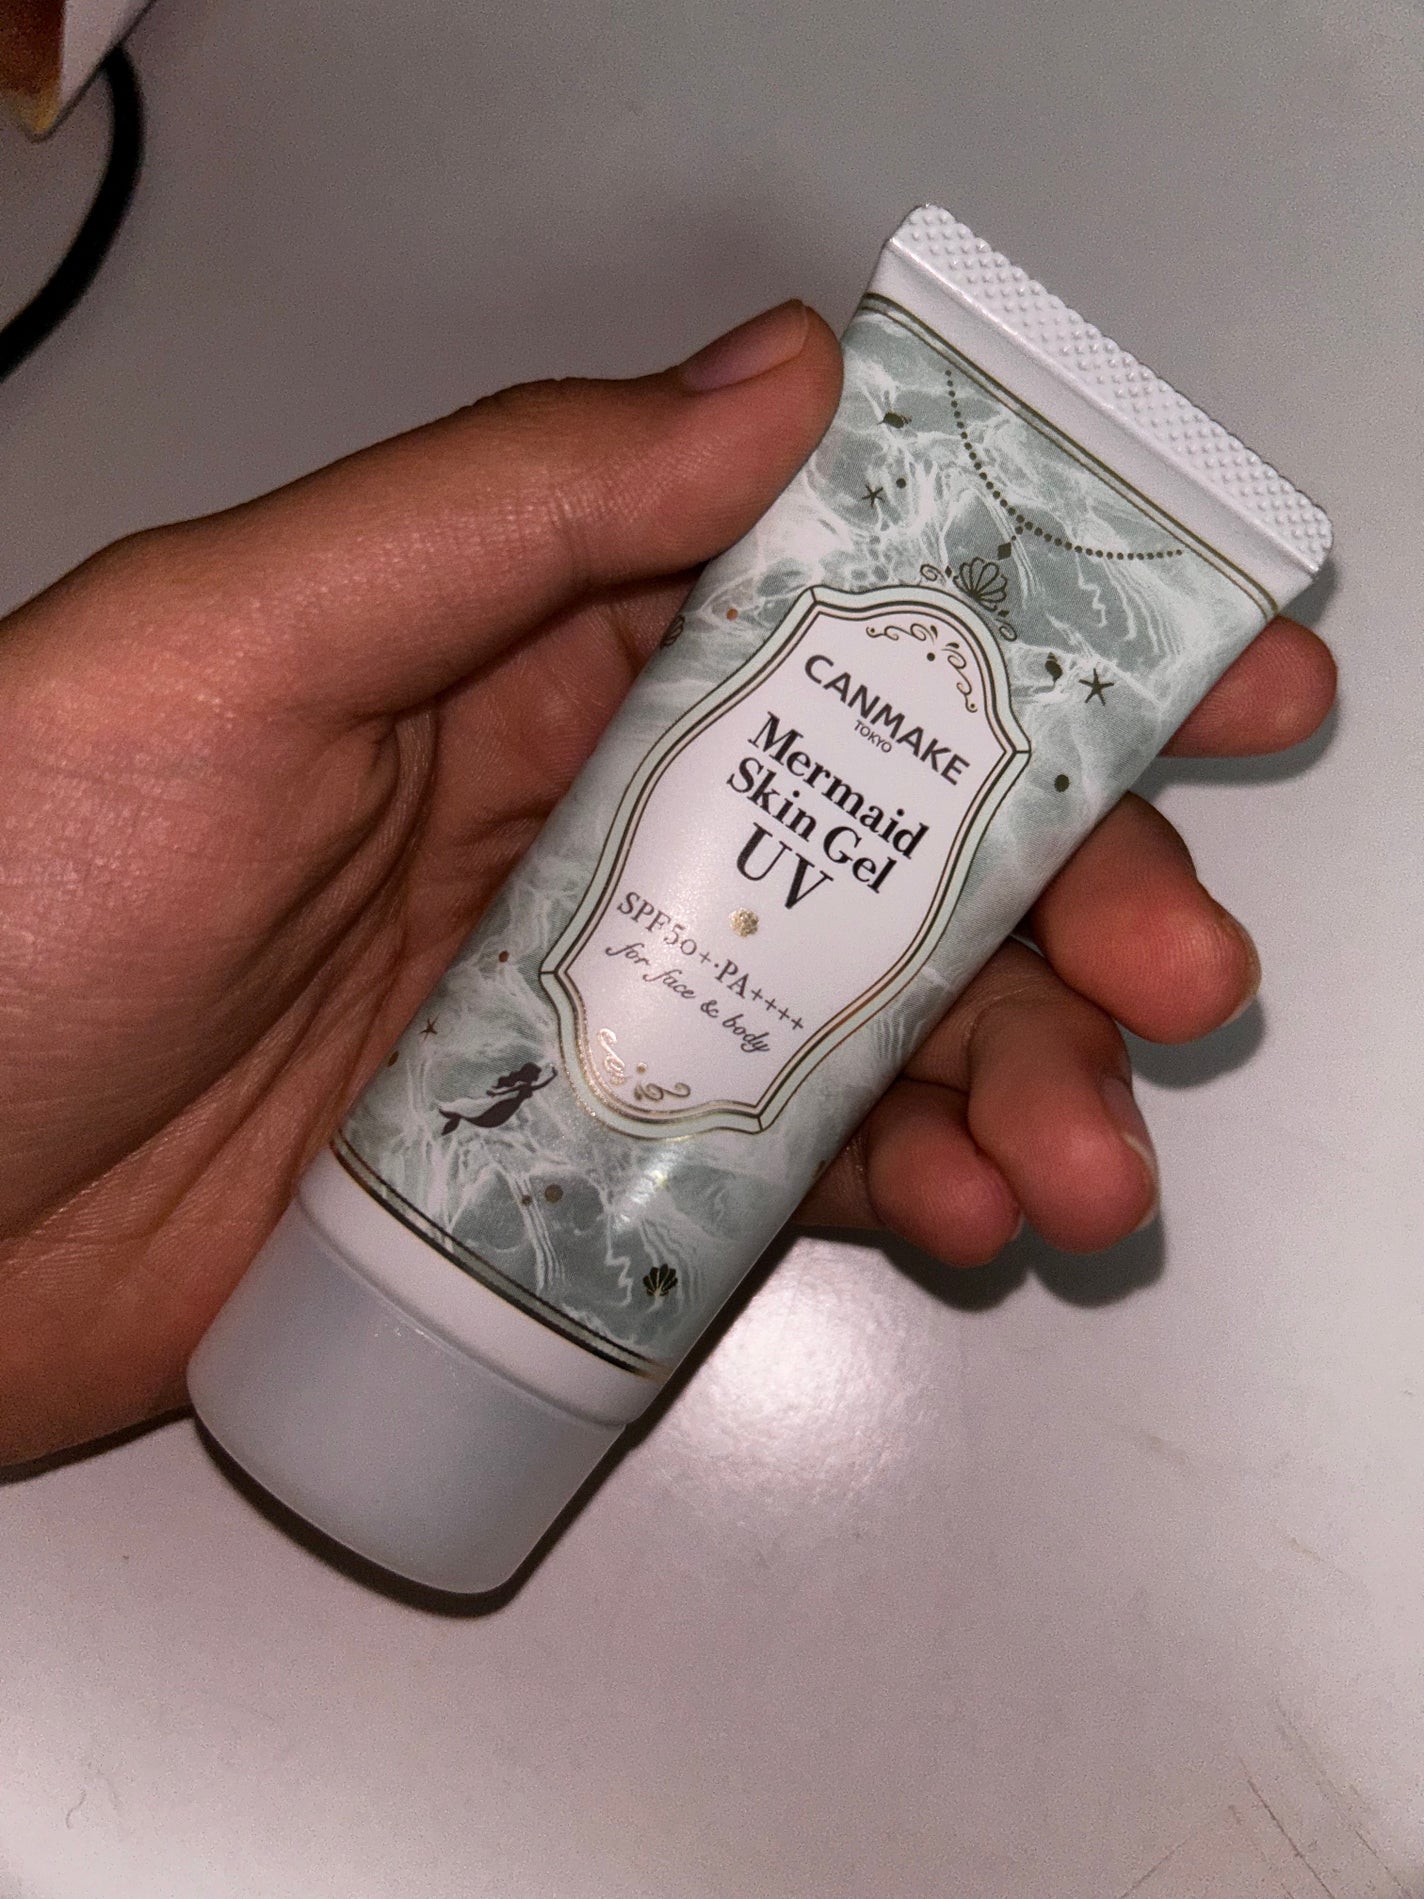 CANMAKE
TOKYO
Mermaid
Skin Gel
UV
SPF50+·PA++++
for face & body